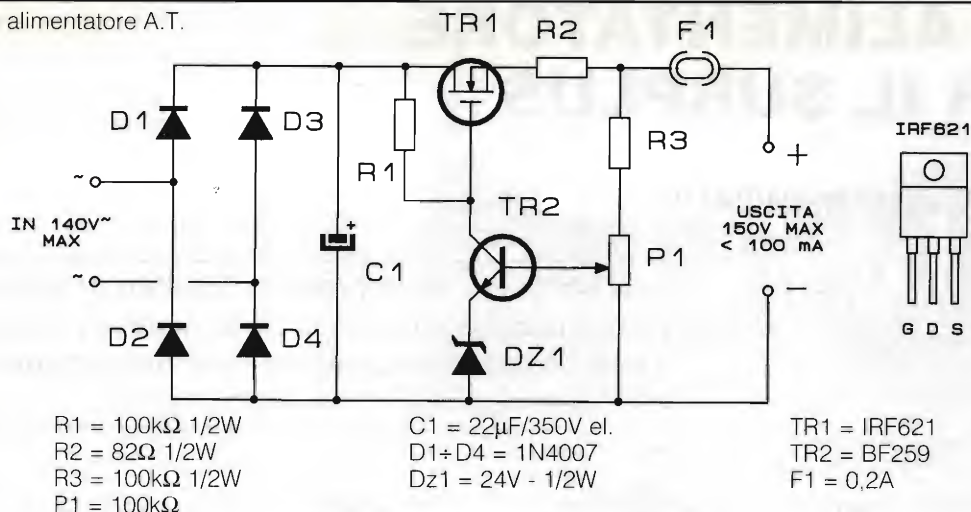 alimentatore A.T.
TR1
R2
F1
D1
D3
R1
R3
IRF621
+
TR2
~
IN 140V~
MAX
USCITA
150V MAX
< 100 mA
P1
~
C1
+
−
G D S
D2
D4
DZ1
R1 = 100kΩ 1/2W
R2 = 82Ω 1/2W
R3 = 100kΩ 1/2W
P1 = 100kΩ
C1 = 22µF/350V el.
D1÷D4 = 1N4007
Dz1 = 24V - 1/2W
TR1 = IRF621
TR2 = BF259
F1 = 0,2A